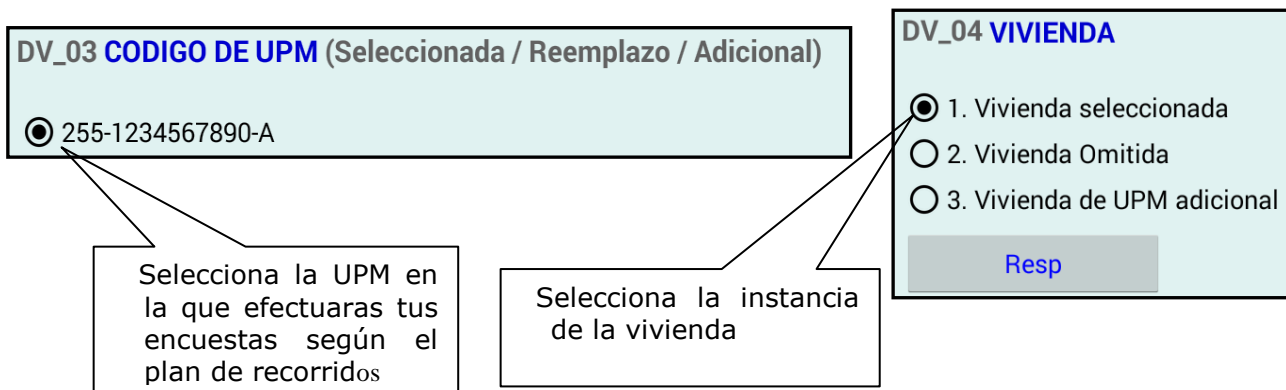 DV_03 CODIGO DE UPM (Seleccionada / Reemplazo / Adicional)
255-1234567890-A
Selecciona la UPM en
la que efectuaras tus
encuestas según el
plan de recorridos
DV_04 VIVIENDA
1. Vivienda seleccionada
2. Vivienda Omitida
3. Vivienda de UPM adicional
Resp
Selecciona la instancia
de la vivienda